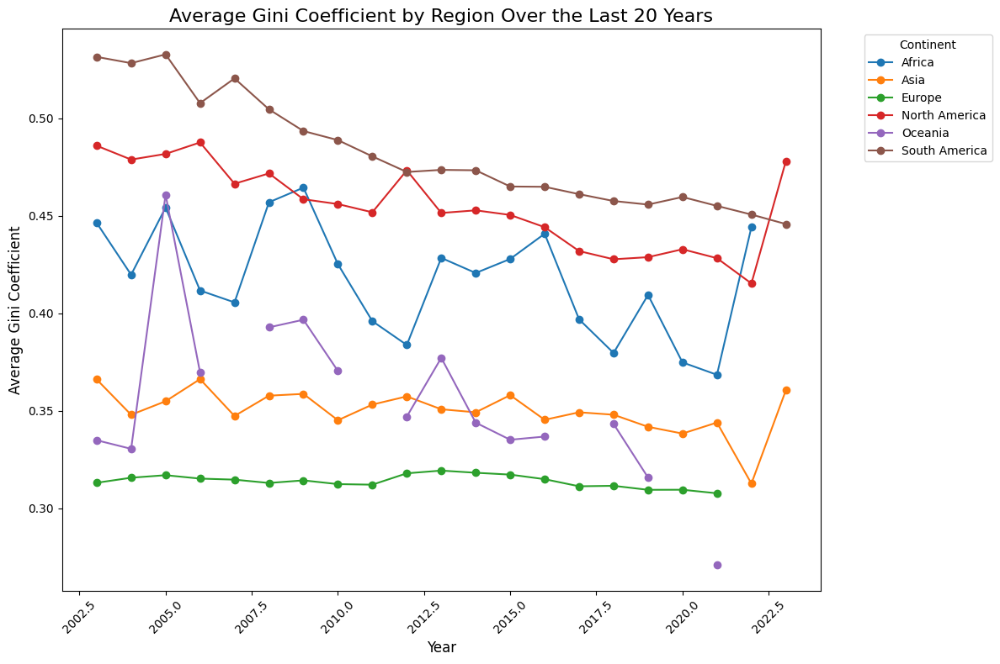 Average Gini Coefficient by Region Over the Last 20 Years
Continent
Africa
Asia
Europe
North America
Oceania
South America
Average Gini Coefficient
0.50
0.45
0.40
0.35
0.30
2002.5
2005.0
2007.5
2010.0
2012.5
2015.0
2017.5
2020.0
2022.5
Year